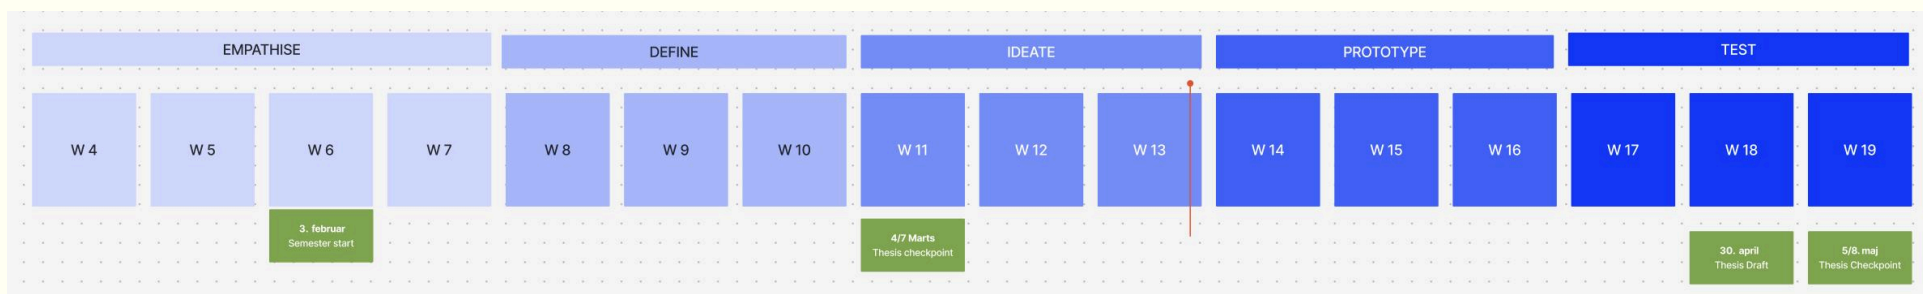 EMPATHISE
DEFINE
IDEATE
PROTOTYPE
TEST
W 4
W 5
W 6
W 7
W 8
W 9
W 10
W 11
W 12
W 13
W 14
W 15
W 16
W 17
W 18
W 19
3. februar
Semester start
4/7 Marts
Thesis checkpoint
30. april
Thesis Draft
5/8. maj
Thesis Checkpoint